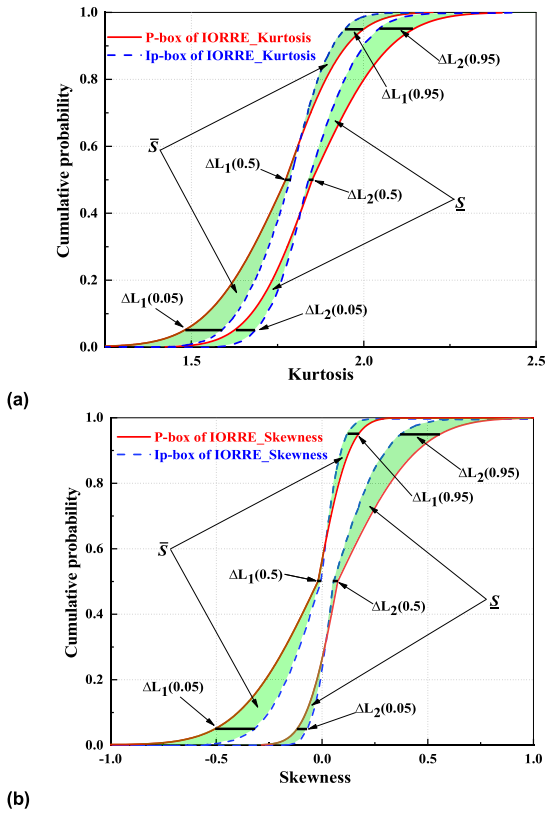 1.0
P-box of IORRE_Kurtosis
Ip-box of IORRE_Kurtosis
ΔL2(0.95)
ΔL1(0.95)
0.8
S̅
ΔL1(0.5)
0.6
Cumulative probability
ΔL2(0.5)
S̲
0.4
0.2
ΔL1(0.05)
ΔL2(0.05)
0.0
1.5
2.0
2.5
Kurtosis
(a)
1.0
P-box of IORRE_Skewness
Ip-box of IORRE_Skewness
ΔL2(0.95)
ΔL1(0.95)
0.8
S̅
0.6
Cumulative probability
ΔL1(0.5)
ΔL2(0.5)
S̲
0.4
0.2
ΔL1(0.05)
ΔL2(0.05)
0.0
-1.0
-0.5
0.0
0.5
1.0
Skewness
(b)